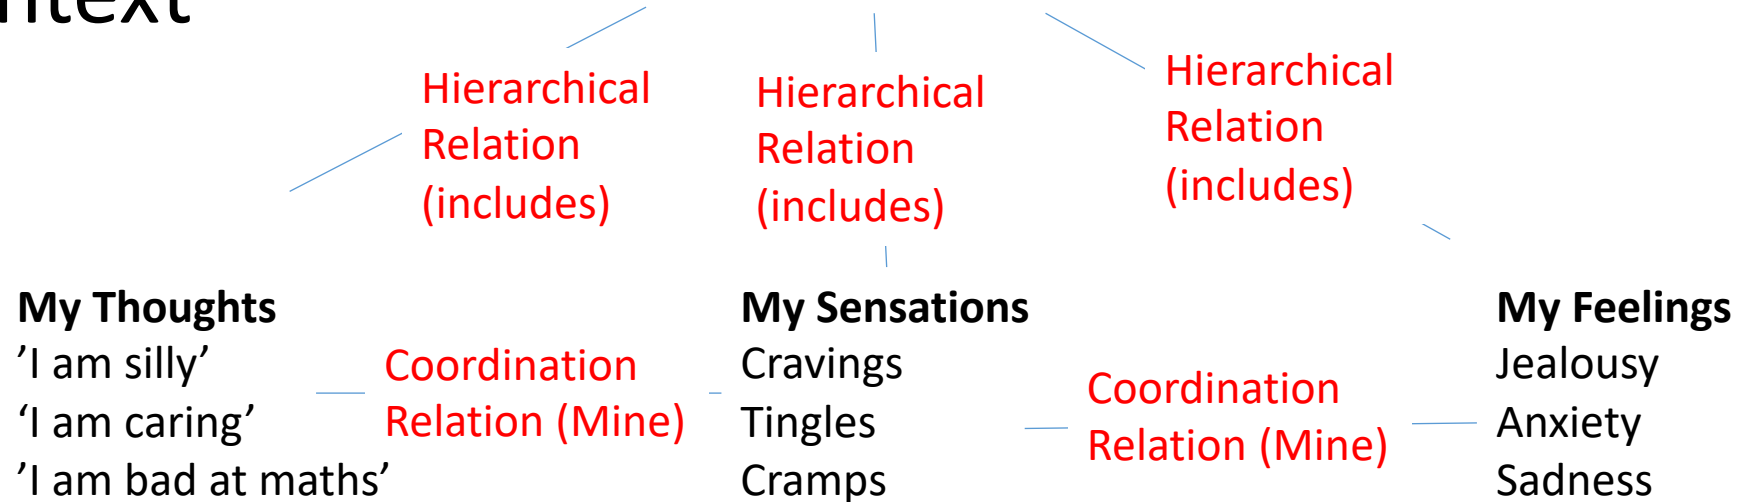 ntext
Hierarchical
Relation
(includes)
Hierarchical
Relation
(includes)
Hierarchical
Relation
(includes)
My Thoughts
’I am silly’
‘I am caring’
’I am bad at maths’
Coordination
Relation (Mine)
My Sensations
Cravings
Tingles
Cramps
Coordination
Relation (Mine)
My Feelings
Jealousy
Anxiety
Sadness